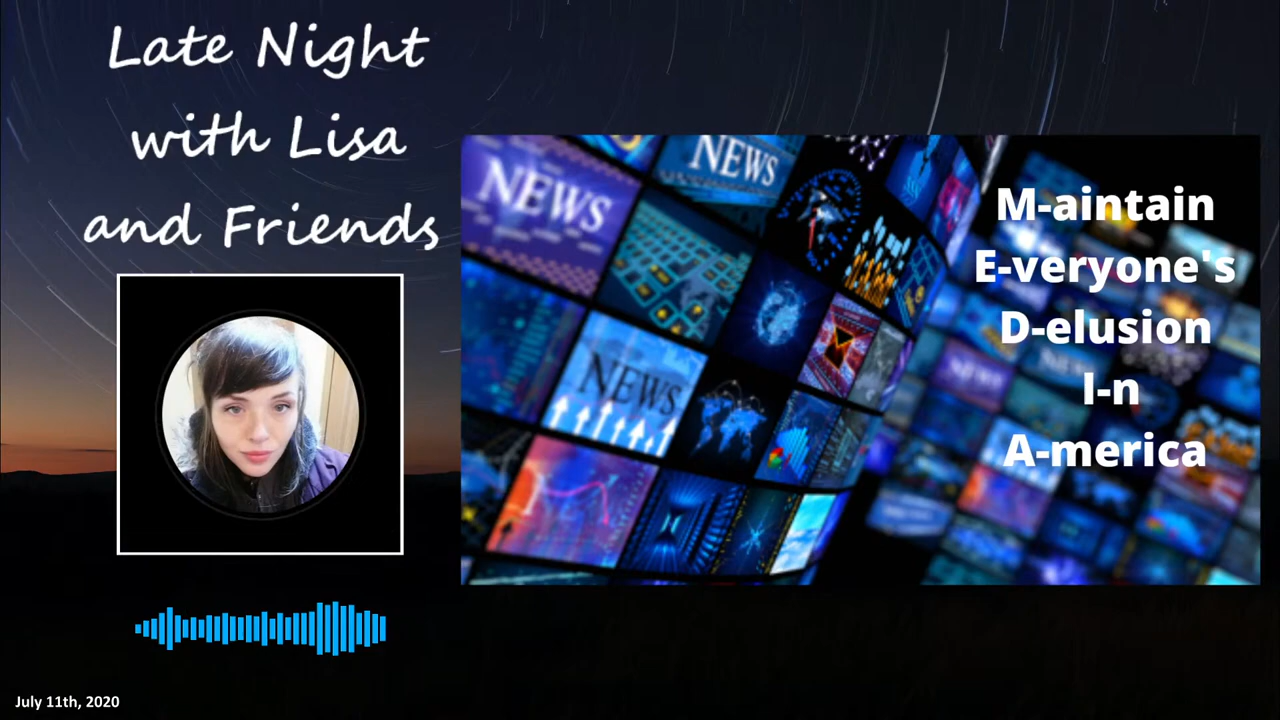 Late Night
with Lisa
and Friends
NEWS
NEWS
NEWS
M-aintain
E-veryone's
D-elusion
I-n
A-merica
July 11th, 2020